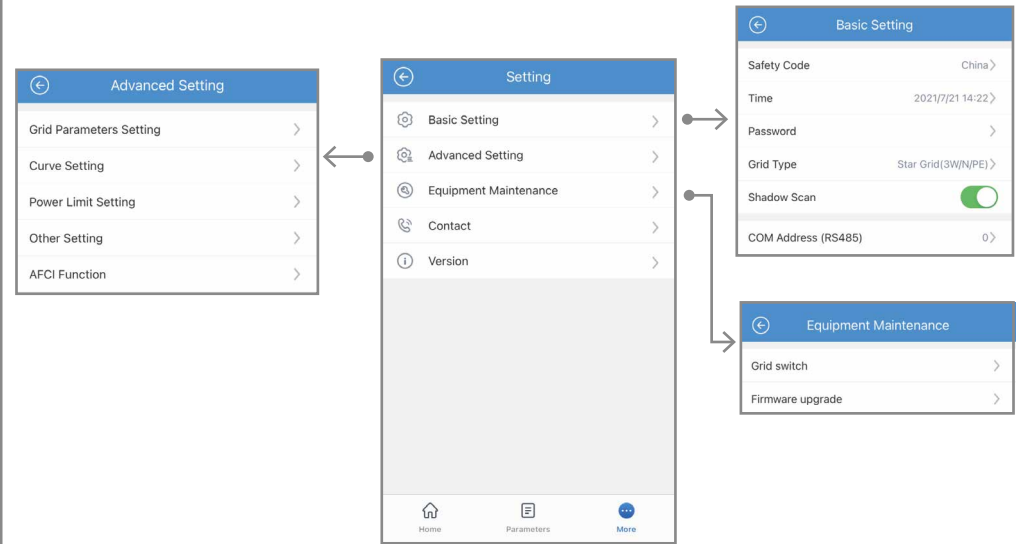 Advanced Setting
Grid Parameters Setting
Curve Setting
Power Limit Setting
Other Setting
AFCI Function
Setting
Basic Setting
Advanced Setting
Equipment Maintenance
Contact
Version
Home Parameters More
Basic Setting
Safety Code China
Time 2021/7/21 14:22
Password
Grid Type Star Grid(3W/N/PE)
Shadow Scan
COM Address (RS485) 0
Equipment Maintenance
Grid switch
Firmware upgrade